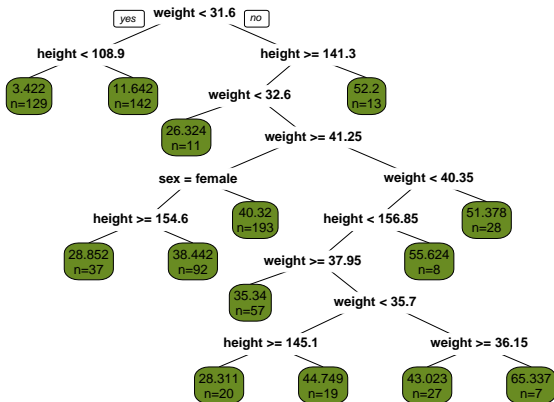 yes weight < 31.6 no
height < 108.9 height >= 141.3
3.422 11.642 weight < 32.6 52.2
n=129 n=142 n=13
26.324 weight >= 41.25
n=11
sex = female weight < 40.35
height >= 154.6 40.32 height < 156.85 51.378
n=193 n=28
28.852 38.442 weight >= 37.95 55.624
n=37 n=92 n=8
35.34 weight < 35.7
n=57
height >= 145.1 weight >= 36.15
28.311 44.749 43.023 65.337
n=20 n=19 n=27 n=7